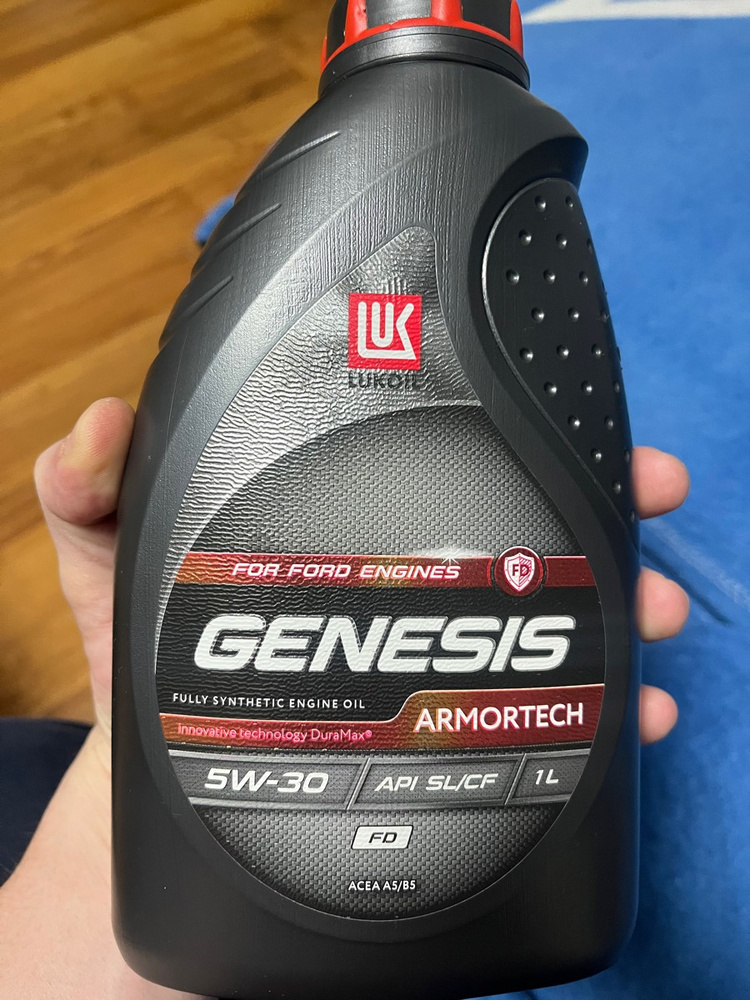 LUK
LUKOIL
FOR FORD ENGINES
FD
GENESIS
FULLY SYNTHETIC ENGINE OIL
ARMORTECH
Innovative technology DuraMax®
5W-30
API SL/CF
1L
FD
ACEA A5/B5